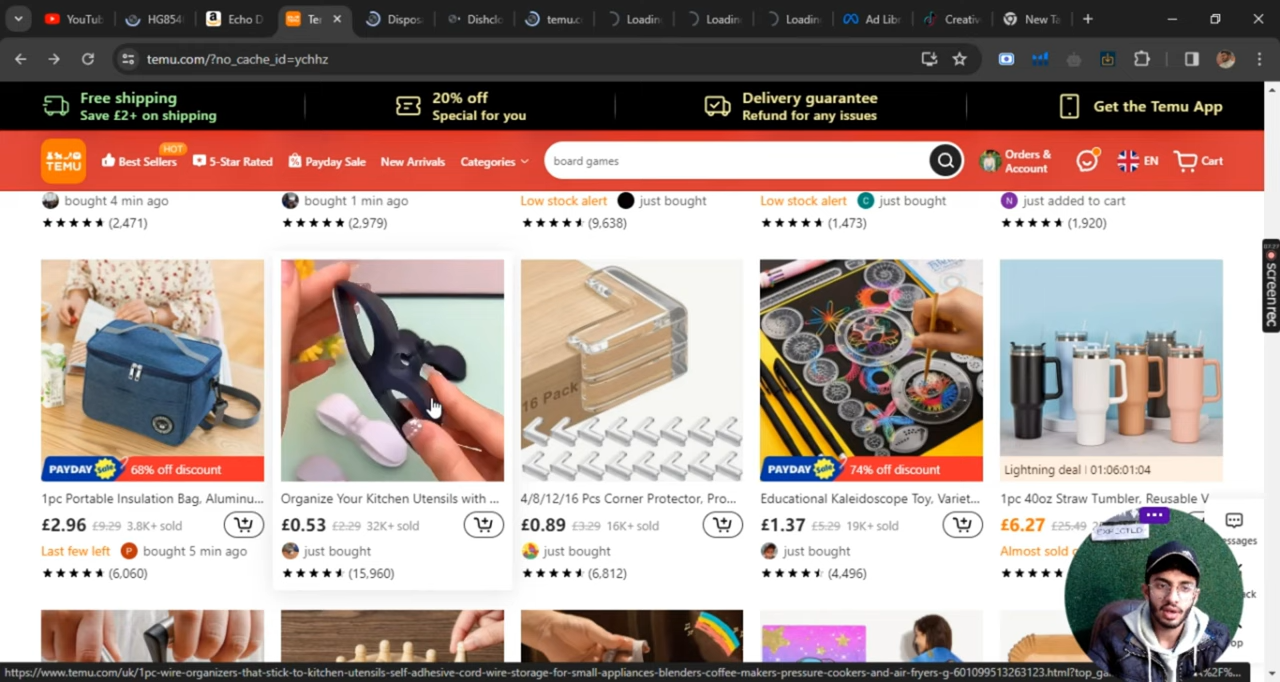 YouTub
HG854
Echo D
Te
Dispos
Dishclo
temu.c
Loadin
Loadin
Loadin
Ad Libr
Creativ
New Ta
temu.com/?no_cache_id=ychhz
Free shipping
Save £2+ on shipping
20% off
Special for you
Delivery guarantee
Refund for any issues
Get the Temu App
TEMU
HOT
Best Sellers
5-Star Rated
Payday Sale
New Arrivals
Categories
board games
Orders &
Account
EN
Cart
bought 4 min ago
bought 1 min ago
Low stock alert
just bought
Low stock alert
C
just bought
N
just added to cart
(2,471)
(2,979)
(9,638)
(1,473)
(1,920)
screenrec
16 Pack
PAYDAY Sale 68% off discount
PAYDAY Sale 74% off discount
Lightning deal | 01:06:01:04
1pc Portable Insulation Bag, Aluminu...
Organize Your Kitchen Utensils with ...
4/8/12/16 Pcs Corner Protector, Pro...
Educational Kaleidoscope Toy, Variet...
1pc 40oz Straw Tumbler, Reusable V
£2.96 £9.29 3.8K+ sold
£0.53 £2.29 32K+ sold
£0.89 £3.29 16K+ sold
£1.37 £5.29 19K+ sold
£6.27 £25.49
Last few left
P
bought 5 min ago
just bought
just bought
just bought
Almost sold
(6,060)
(15,960)
(6,812)
(4,496)
essages
https://www.temu.com/uk/1pc-wire-organizers-that-stick-to-kitchen-utensils-self-adhesive-cord-wire-storage-for-small-appliances-blenders-coffee-makers-pressure-cookers-and-air-fryers-g-601099513263123.html?top_ga